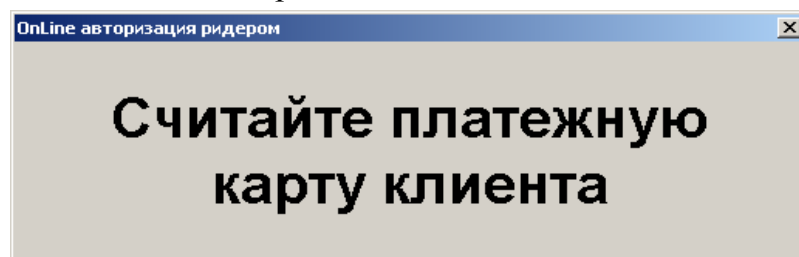 OnLine авторизация ридером
Считайте платежную
карту клиента